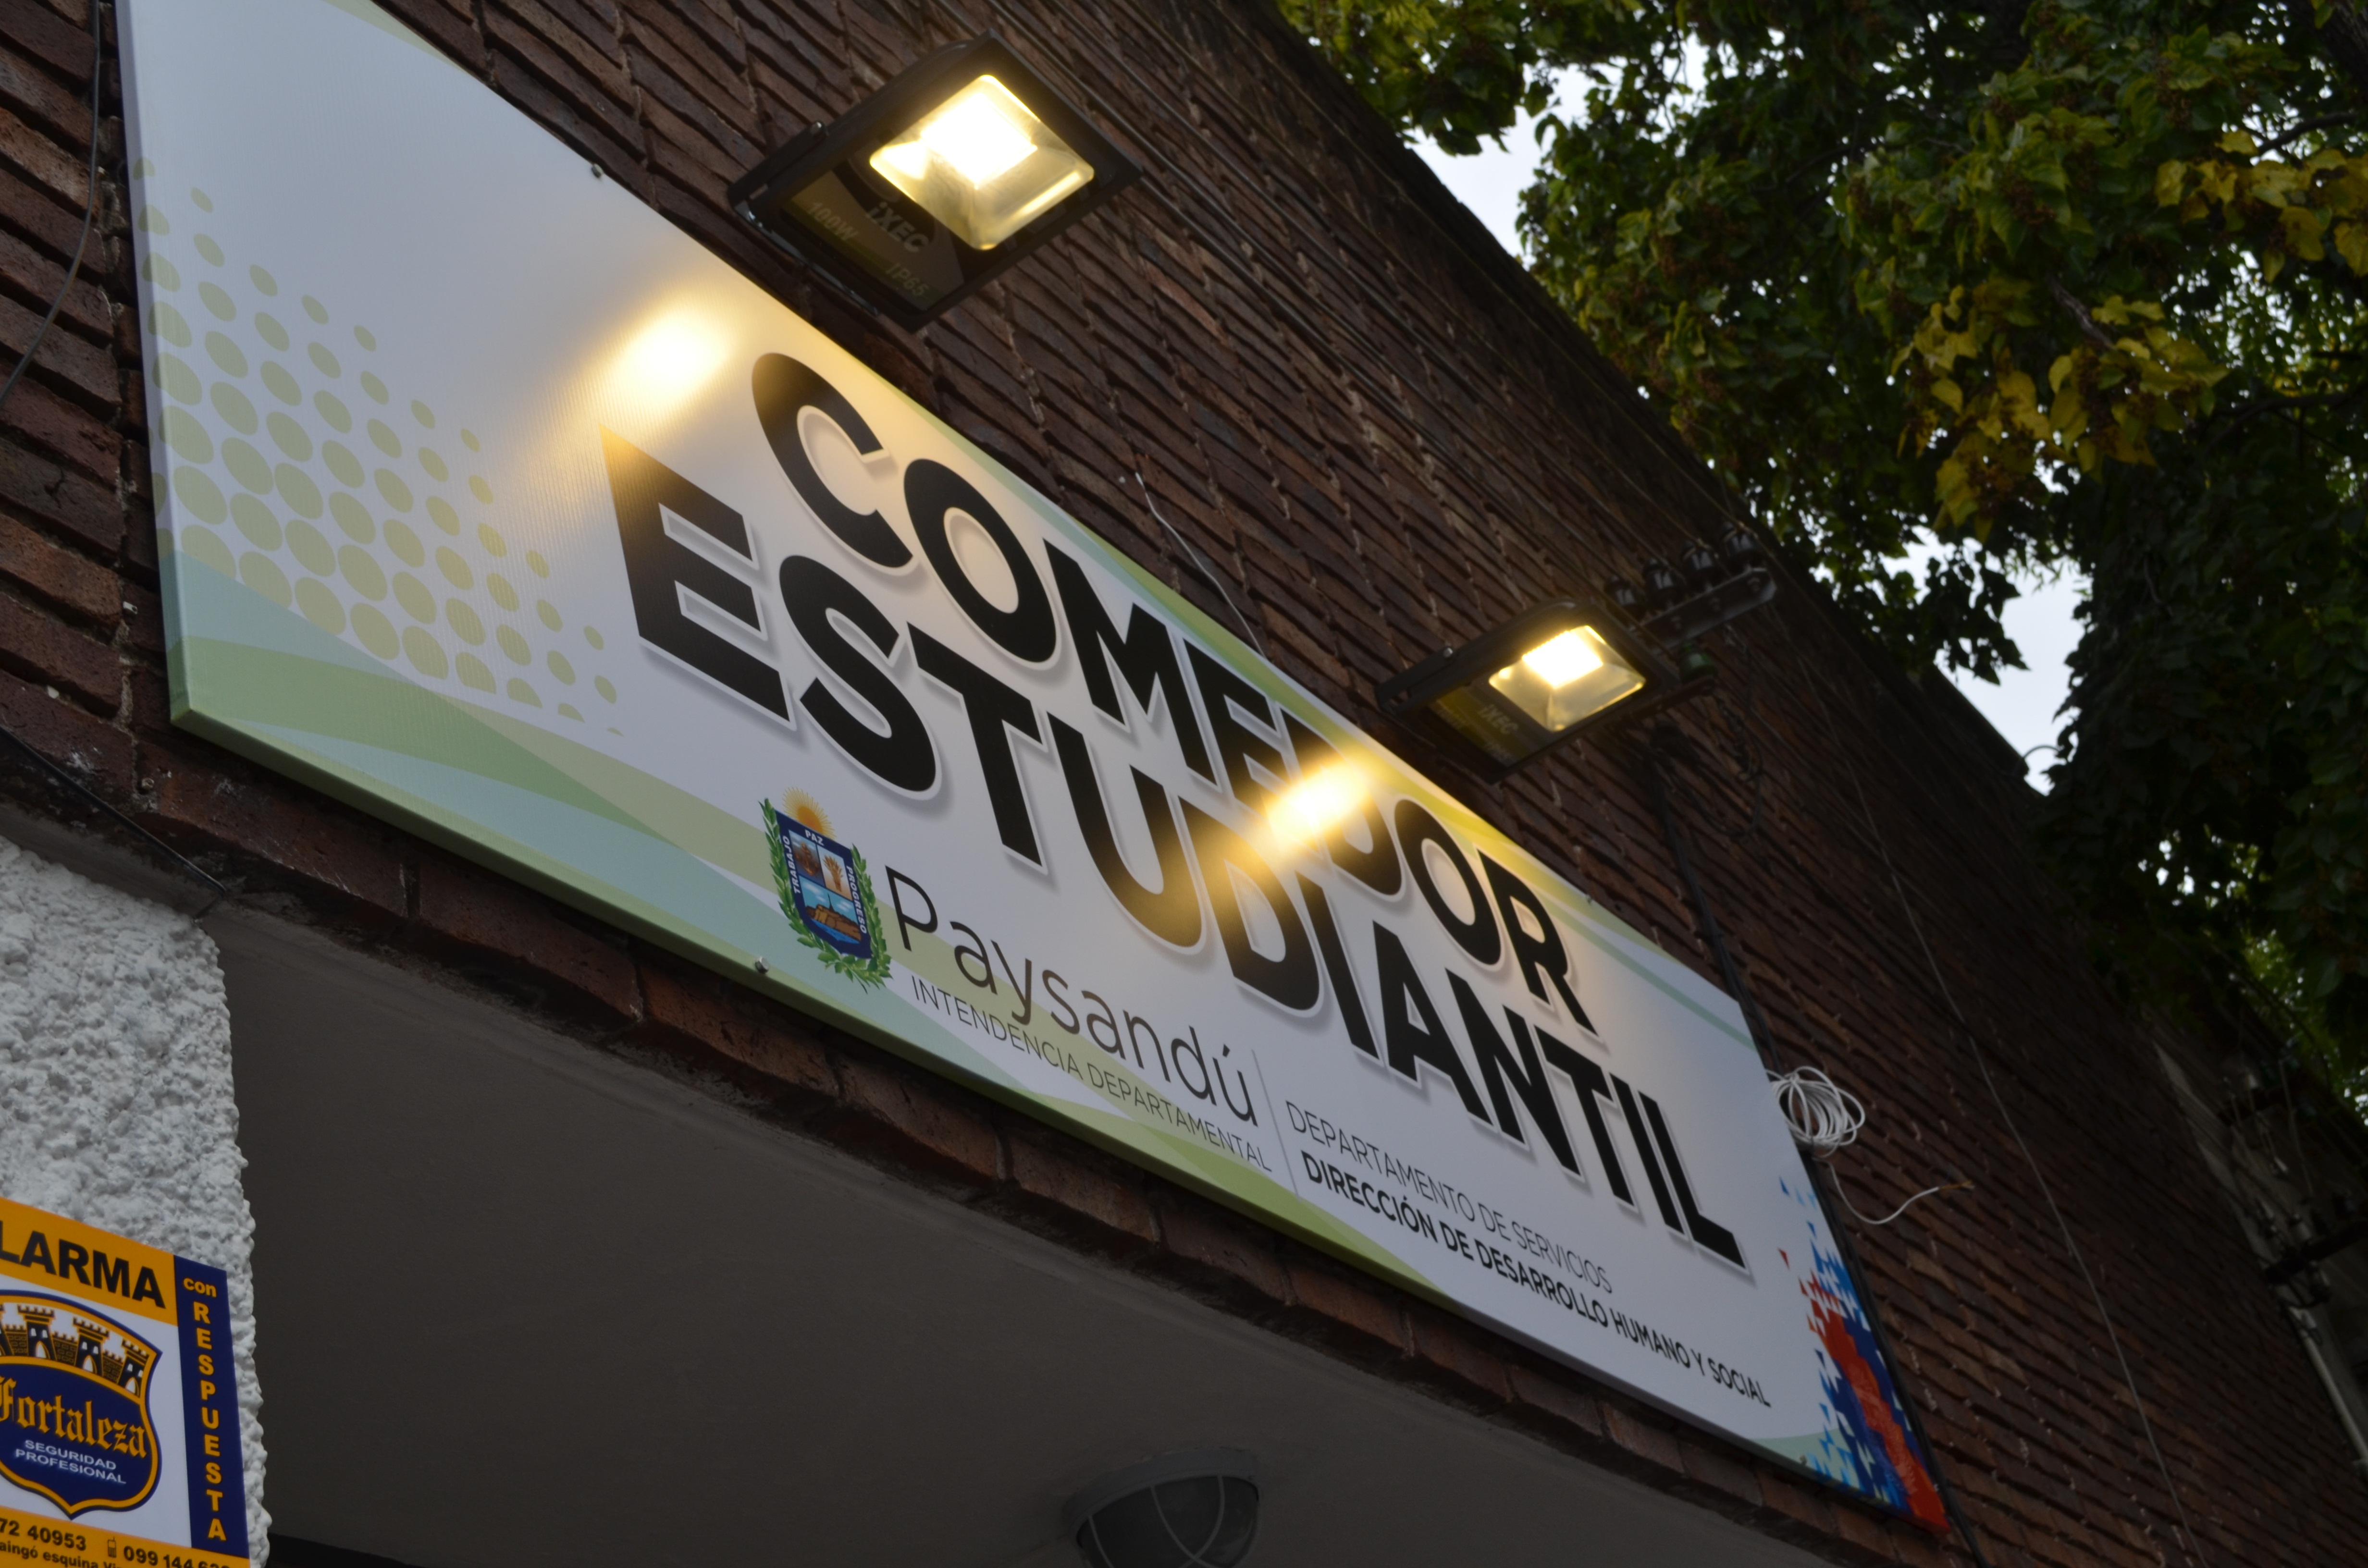 COMEDOR
ESTUDIANTIL
PAZ
TRABAJO
PROGRESO
Paysandú
INTENDENCIA DEPARTAMENTAL
DEPARTAMENTO DE SERVICIOS
DIRECCIÓN DE DESARROLLO HUMANO Y SOCIAL
100W
iXEC
IP65
iXEC
LARMA
con
RESPUESTA
Fortaleza
SEGURIDAD
PROFESIONAL
72 40953 099 144
esquina